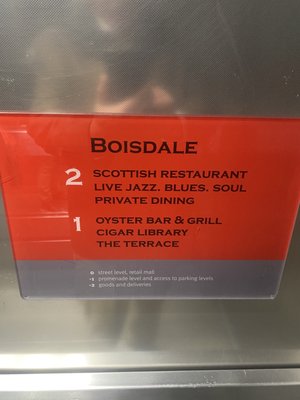 BOISDALE
2 SCOTTISH RESTAURANT
LIVE JAZZ. BLUES. SOUL
PRIVATE DINING
1 OYSTER BAR & GRILL
CIGAR LIBRARY
THE TERRACE
0 street level, retail mall
-1 promenade level and access to parking levels
-2 goods and deliveries